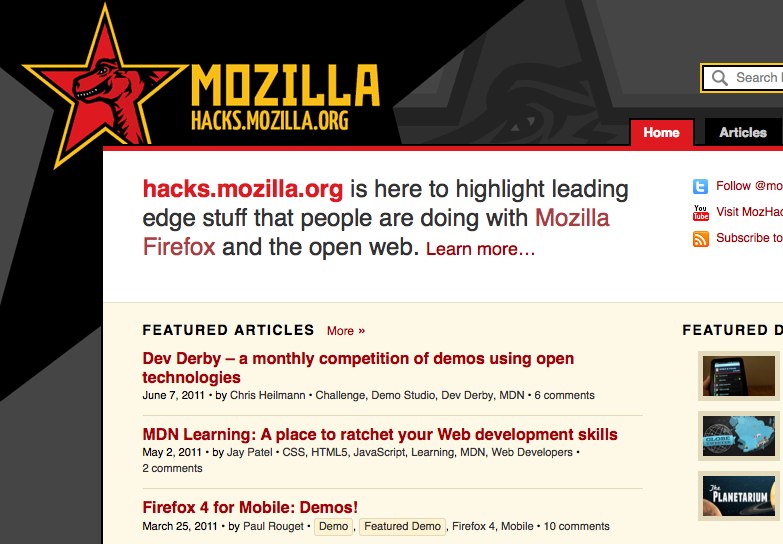 MOZILLA
HACKS.MOZILLA.ORG
Search
Home
Articles
hacks.mozilla.org is here to highlight leading
edge stuff that people are doing with Mozilla
Firefox and the open web. Learn more…
Follow @mo
You
Tube
Visit MozHac
Subscribe to
FEATURED ARTICLES More »
FEATURED D
Dev Derby – a monthly competition of demos using open
technologies
June 7, 2011 • by Chris Heilmann • Challenge, Demo Studio, Dev Derby, MDN • 6 comments
MDN Learning: A place to ratchet your Web development skills
May 2, 2011 • by Jay Patel • CSS, HTML5, JavaScript, Learning, MDN, Web Developers •
2 comments
GLOBE
Firefox 4 for Mobile: Demos!
March 25, 2011 • by Paul Rouget • Demo, Featured Demo, Firefox 4, Mobile • 10 comments
The
PLANETARIUM